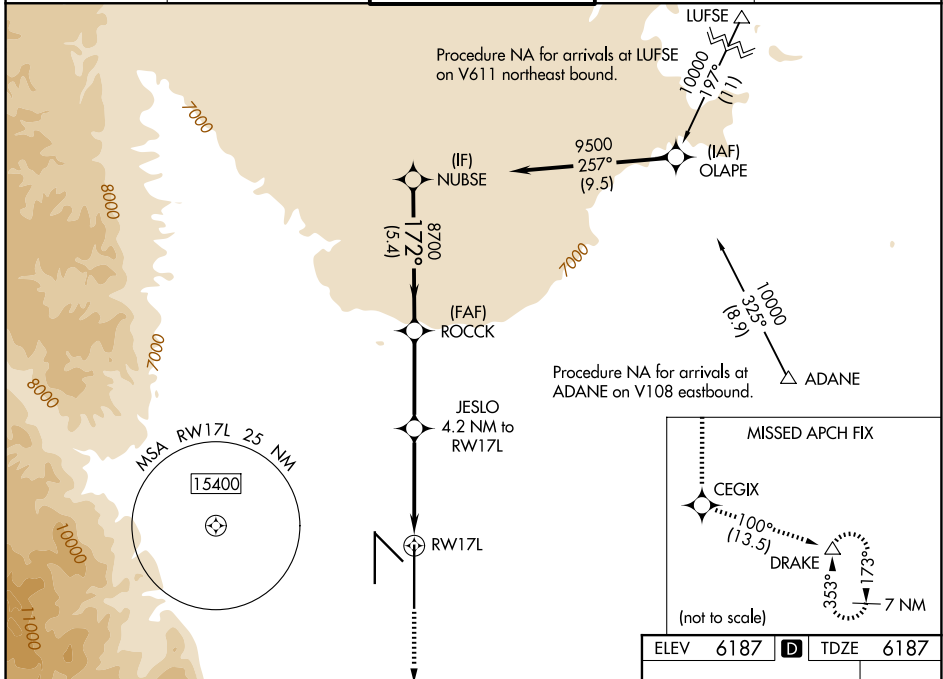 LUFSE
Procedure NA for arrivals at LUFSE
on V611 northeast bound.
10000
197°
(11)
7000
(IF)
NUBSE
9500
257°
(9.5)
(IAF)
OLAPE
8000
8700
172°
(5.4)
7000
10000
325°
(8.9)
(FAF)
ROCCK
7000
8000
Procedure NA for arrivals at
ADANE on V108 eastbound.
ADANE
JESLO
4.2 NM to
RW17L
MSA RW17L 25 NM
15400
RW17L
10000
11000
MISSED APCH FIX
CEGIX
100°
(13.5)
DRAKE
353°
173°
7 NM
(not to scale)
ELEV 6187 D TDZE 6187